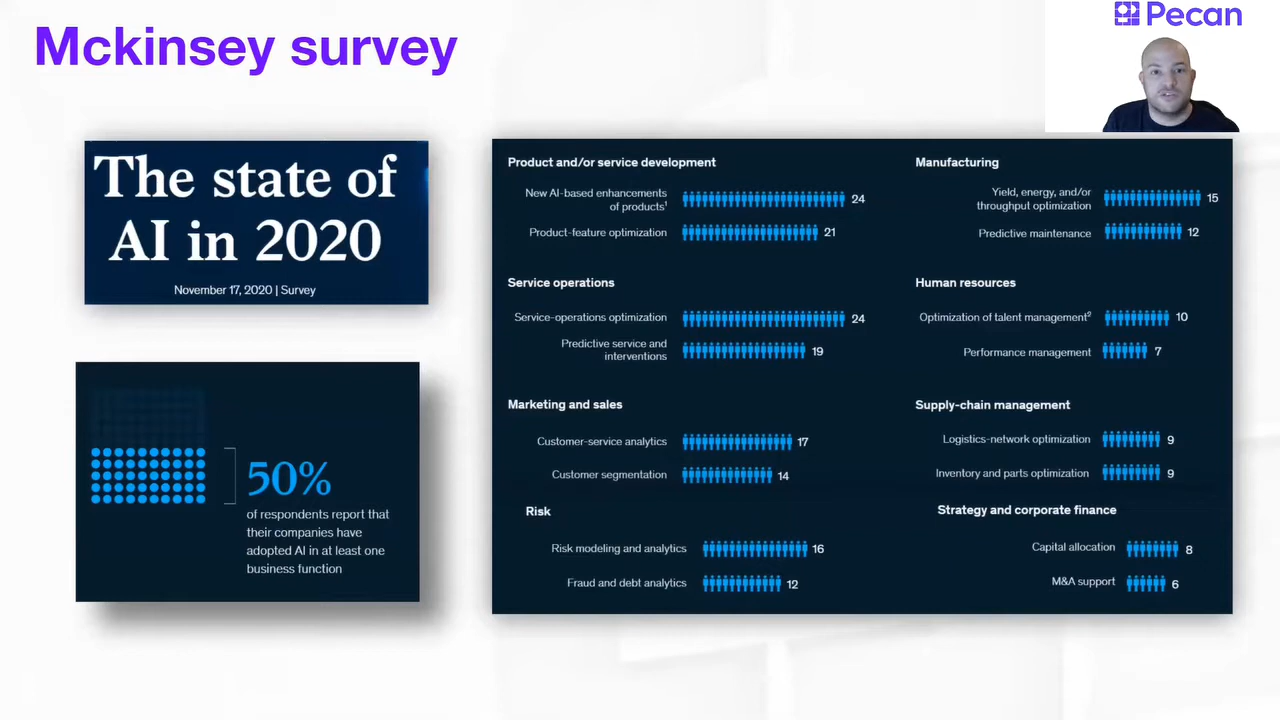 Mckinsey survey
Pecan
The state of
AI in 2020
November 17, 2020 | Survey
50%
of respondents report that
their companies have
adopted AI in at least one
business function
Product and/or service development
New AI-based enhancements
of products¹
24
Product-feature optimization
21
Service operations
Service-operations optimization
24
Predictive service and
interventions
19
Marketing and sales
Customer-service analytics
17
Customer segmentation
14
Risk
Risk modeling and analytics
16
Fraud and debt analytics
12
Manufacturing
Yield, energy, and/or
throughput optimization
15
Predictive maintenance
12
Human resources
Optimization of talent management²
10
Performance management
7
Supply-chain management
Logistics-network optimization
9
Inventory and parts optimization
9
Strategy and corporate finance
Capital allocation
8
M&A support
6